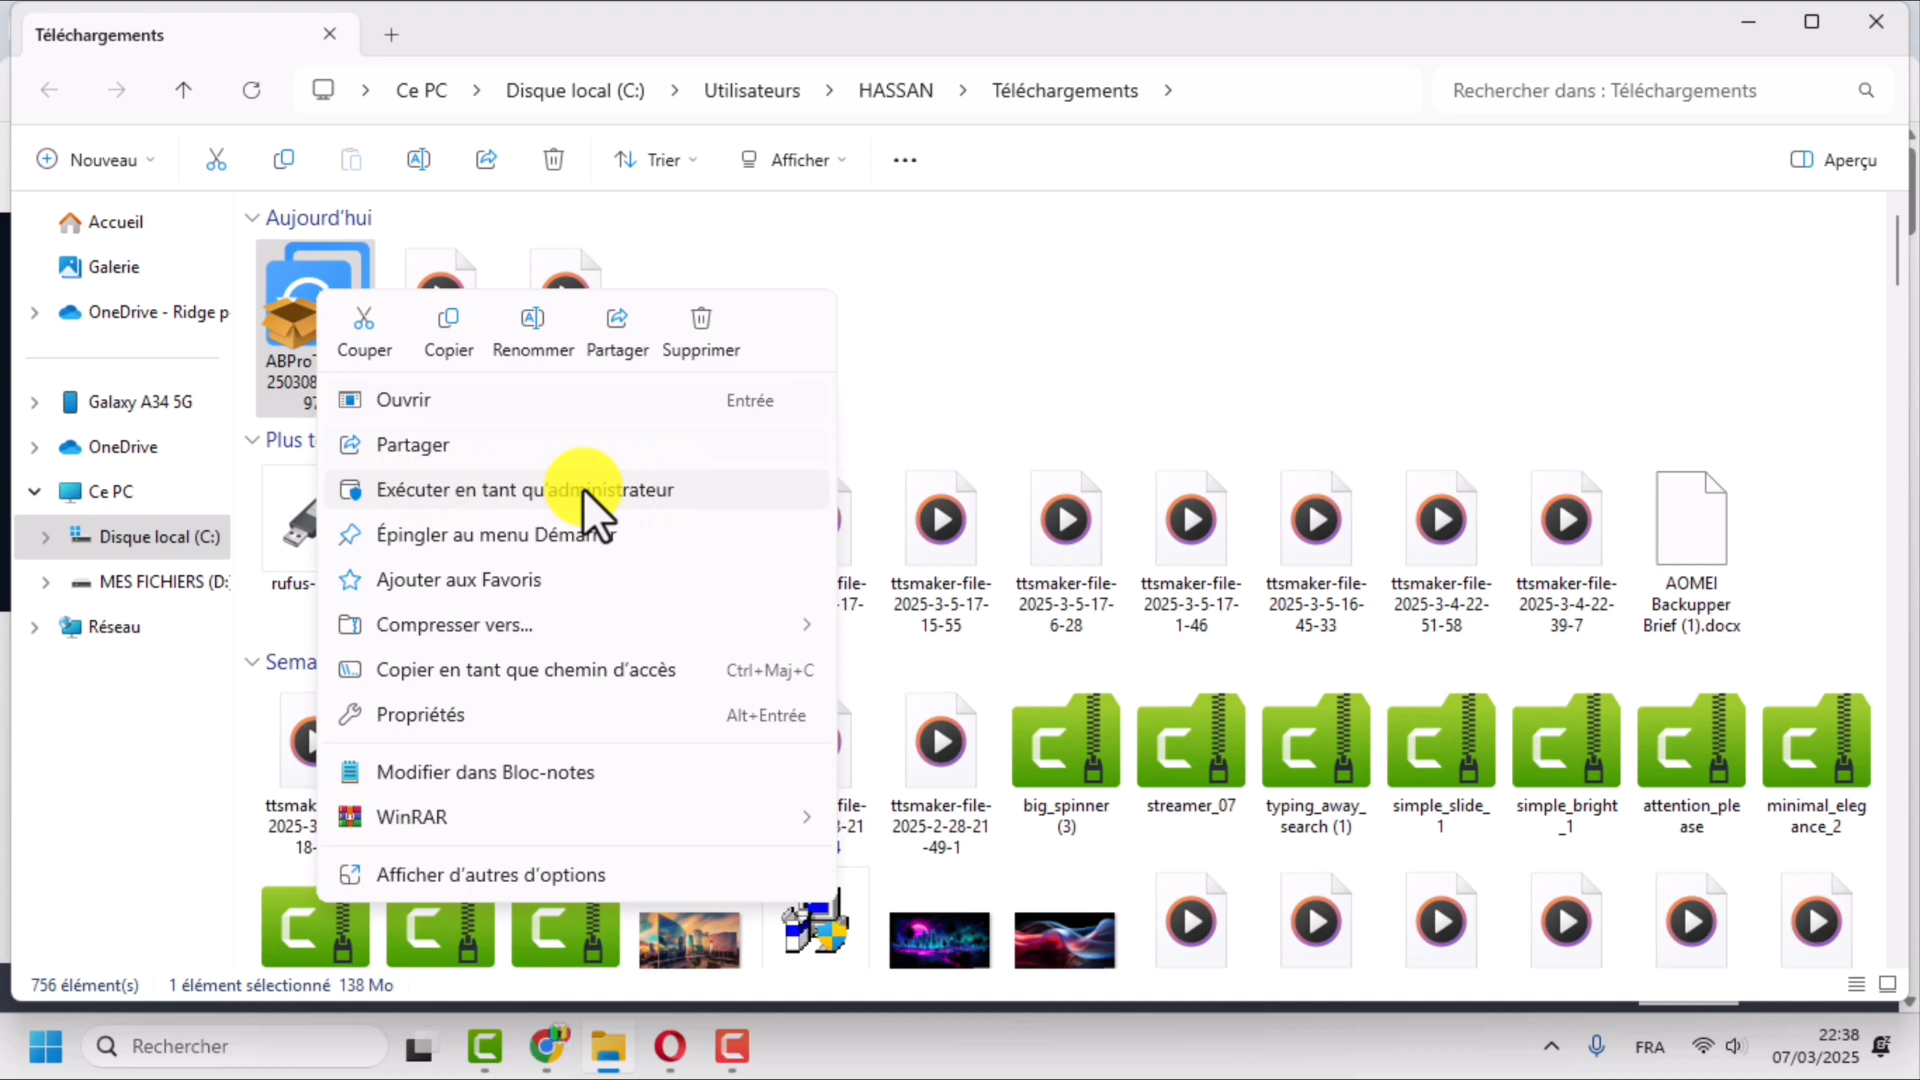 Téléchargements
Ce PC
Disque local (C:)
Utilisateurs
HASSAN
Téléchargements
Rechercher dans : Téléchargements
Nouveau
Trier
Afficher
Aperçu
Accueil
Galerie
OneDrive - Ridge p
Galaxy A34 5G
OneDrive
Ce PC
Disque local (C:)
MES FICHIERS (D:
Réseau
Aujourd'hui
ABProT
250308
97
Couper
Copier
Renommer
Partager
Supprimer
Ouvrir
Entrée
Partager
Exécuter en tant qu'administrateur
Épingler au menu Démarrer
Ajouter aux Favoris
Compresser vers...
Copier en tant que chemin d'accès
Ctrl+Maj+C
Propriétés
Alt+Entrée
Modifier dans Bloc-notes
WinRAR
Afficher d'autres d'options
Plus t
rufus-
file-
-17-
ttsmaker-file-
2025-3-5-17-
15-55
ttsmaker-file-
2025-3-5-17-
6-28
ttsmaker-file-
2025-3-5-17-
1-46
ttsmaker-file-
2025-3-5-16-
45-33
ttsmaker-file-
2025-3-4-22-
51-58
ttsmaker-file-
2025-3-4-22-
39-7
AOMEI
Backupper
Brief (1).docx
Sema
ttsmak
2025-3
18-
file-
-21
4
ttsmaker-file-
2025-2-28-21
-49-1
big_spinner
(3)
streamer_07
typing_away_
search (1)
simple_slide_
1
simple_bright
_1
attention_ple
ase
minimal_eleg
ance_2
756 élément(s)
1 élément sélectionné 138 Mo
Rechercher
FRA
22:38
07/03/2025